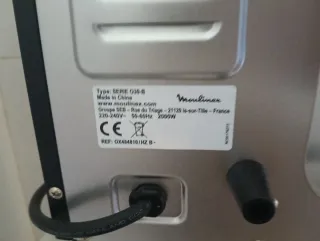 Type: SERIE O38-B
Made in China
www.moulinex.com
Moulinex
Groupe SEB - Rue du Triage - 21120 Is-sur-Tille - France
220-240V~ 50-60Hz 2000W
CE